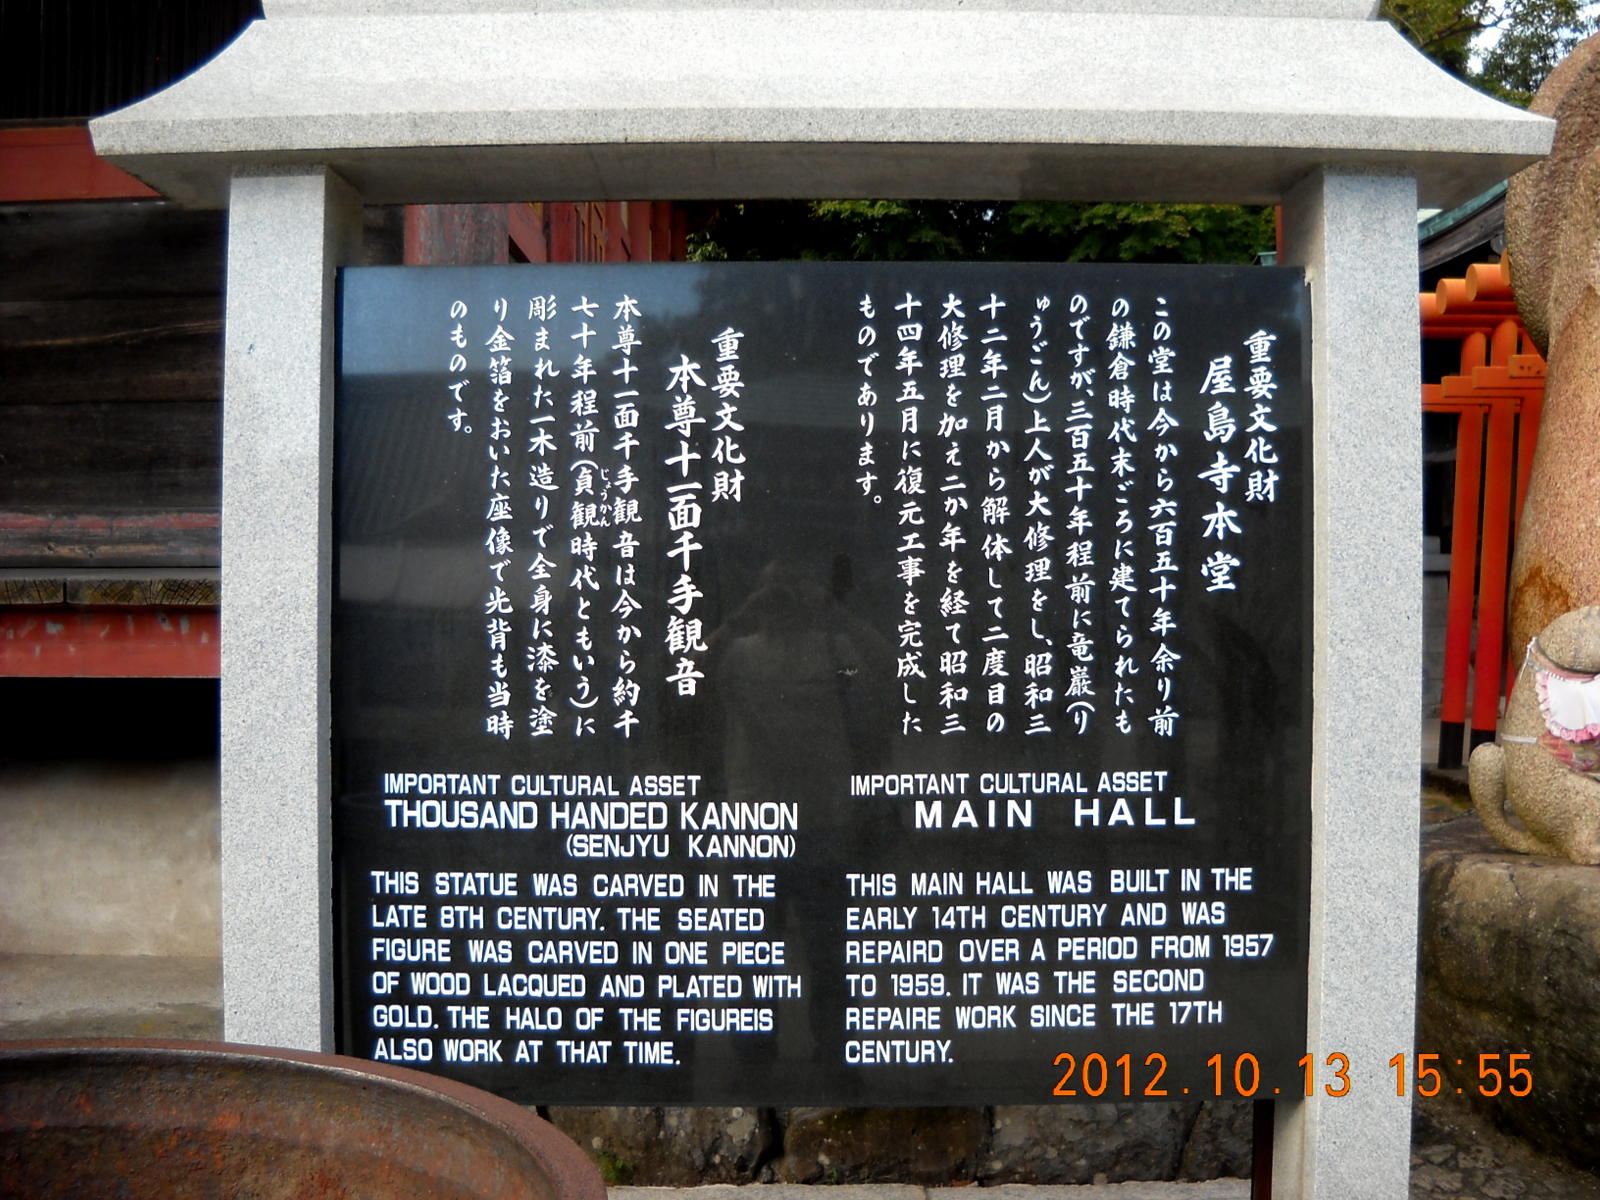 重要文化財
屋島寺本堂
この堂は今から六百五十年余り前
の鎌倉時代末ごろに建てられたも
のですが、三百五十年程前に竜巌(り
ゅうごん)上人が大修理をし、昭和三
十二年二月から解体して二度目の
大修理を加え二か年を経て昭和三
十四年五月に復元工事を完成した
ものであります。
重要文化財
本尊十一面千手観音
本尊十一面千手観音は今から約千
七十年程前(貞観時代ともいう)に
じょうかん
彫まれた一木造りで全身に漆を塗
り金箔をおいた座像で光背も当時
のものです。
IMPORTANT CULTURAL ASSET
THOUSAND HANDED KANNON
(SENJYU KANNON)
THIS STATUE WAS CARVED IN THE
LATE 8TH CENTURY. THE SEATED
FIGURE WAS CARVED IN ONE PIECE
OF WOOD LACQUED AND PLATED WITH
GOLD. THE HALO OF THE FIGUREIS
ALSO WORK AT THAT TIME.
IMPORTANT CULTURAL ASSET
MAIN HALL
THIS MAIN HALL WAS BUILT IN THE
EARLY 14TH CENTURY AND WAS
REPAIRD OVER A PERIOD FROM 1957
TO 1959. IT WAS THE SECOND
REPAIRE WORK SINCE THE 17TH
CENTURY.
2012.10.13 15:55